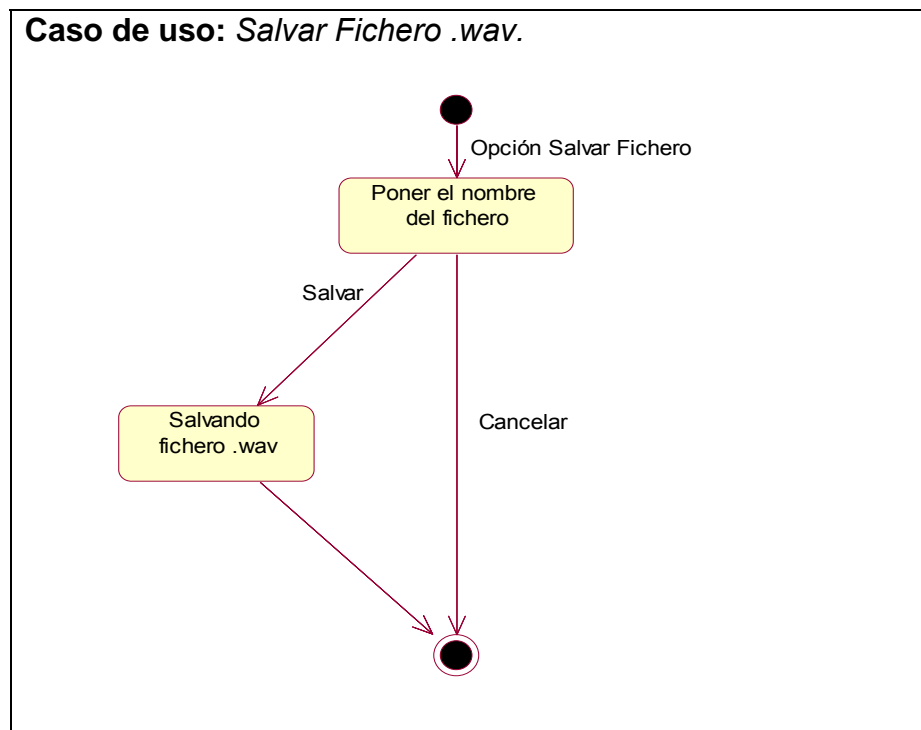 Caso de uso: Salvar Fichero .wav.
Opción Salvar Fichero
Poner el nombre
del fichero
Salvar
Salvando
fichero .wav
Cancelar